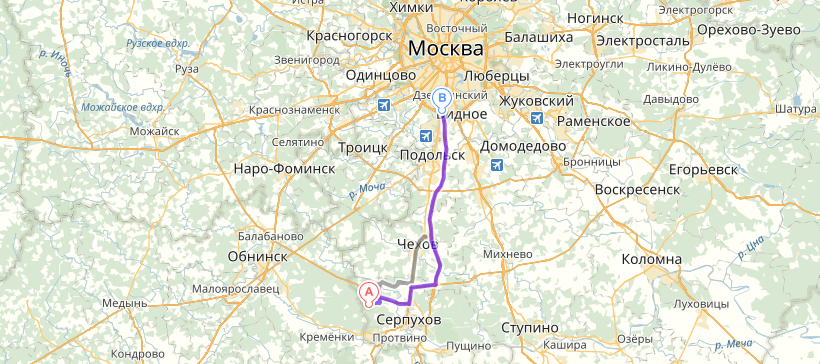 Истра
Химки
Королёв
Ногинск
Электрогорск
р. Иночь
Рузское вдхр.
Красногорск
Восточный
Балашиха
Орехово-Зуево
Москва
Электросталь
Руза
Звенигород
Одинцово
Люберцы
Электроугли
Ликино-Дулёво
Можайское вдхр.
Дзержинский
B
Жуковский
Давыдово
Краснознаменск
Видное
Шатура
Можайск
Раменское
Селятино
Троицк
Подольск
Домодедово
Бронницы
Наро-Фоминск
Егорьевск
р. Моча
Воскресенск
Балабаново
Чехов
р. Цна
Обнинск
Михнево
Коломна
Малоярославец
A
Медынь
Луховицы
Серпухов
Ступино
Кремёнки
Протвино
Озёры
Кашира
Пущино
р. Меча
Кондрово